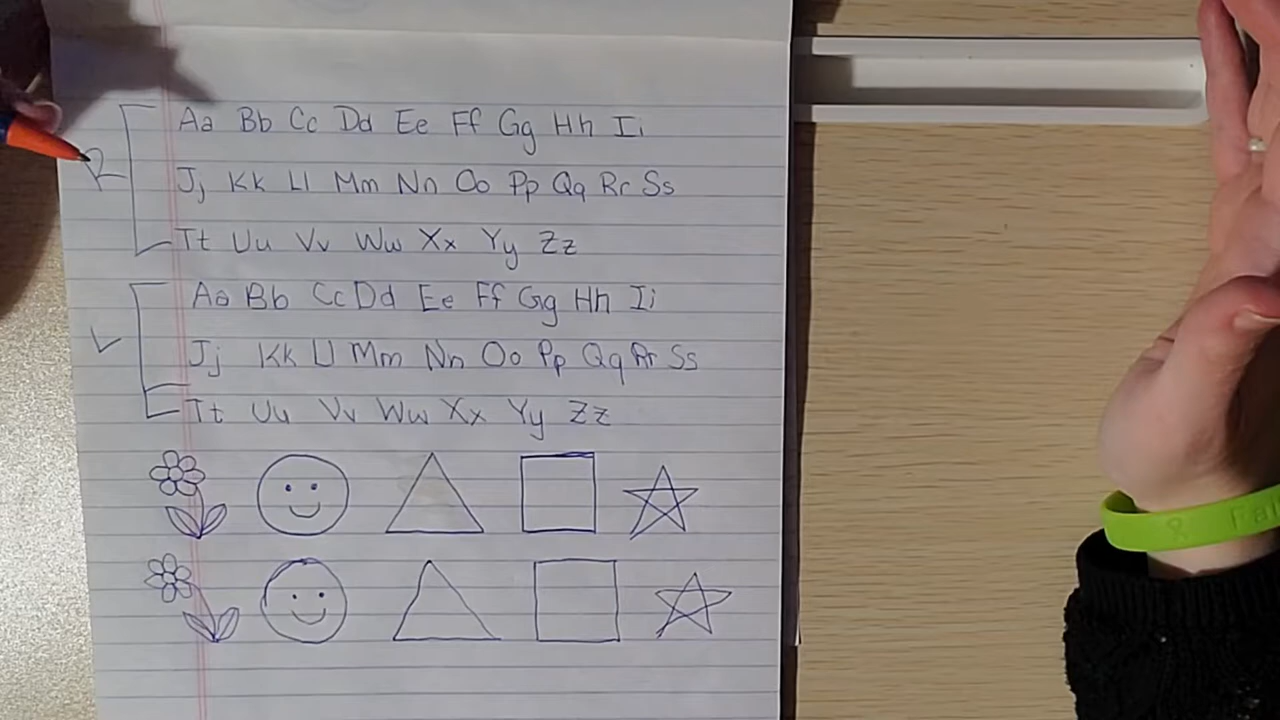 Aa Bb Cc Dd Ee Ff Gg Hh Ii
R
Jj Kk Ll Mm Nn Oo Pp Qq Rr Ss
Tt Uu Vv Ww Xx Yy Zz
Aa Bb Cc Dd Ee Ff Gg Hh Ii
L
Jj Kk Ll Mm Nn Oo Pp Qq Rr Ss
Tt Uu Vv Ww Xx Yy Zz